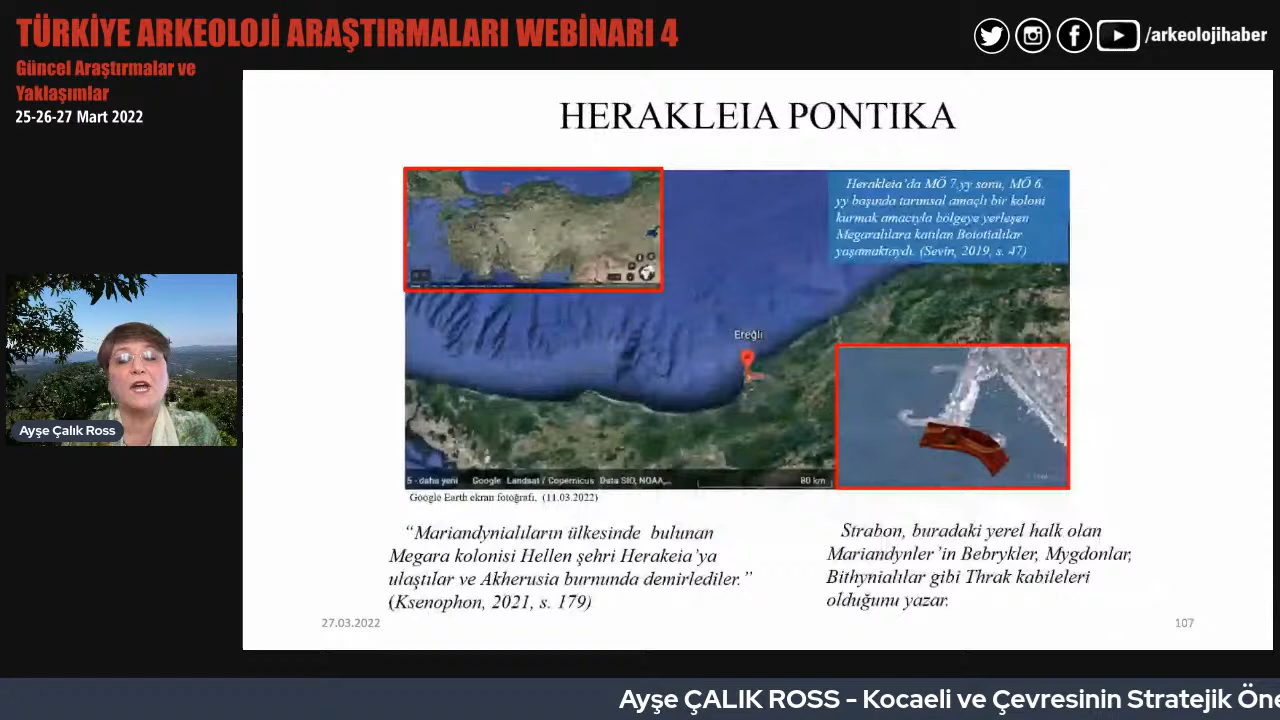 TÜRKİYE ARKEOLOJİ ARAŞTIRMALARI WEBİNARI 4
Güncel Araştırmalar ve
Yaklaşımlar
25-26-27 Mart 2022
/arkeolojihaber
HERAKLEIA PONTIKA
Herakleia'da MÖ 7.yy sonu, MÖ 6.
yy başında tarımsal amaçlı bir koloni
kurmak amacıyla bölgeye yerleşen
Megaralılara katılan Boiotialılar
yaşamaktaydı. (Sevin, 2019, s. 47)
Ereğli
5 - daha yeni Google Landsat / Copernicus Data SIO, NOAA,...
80 km
Google Earth ekran fotoğrafı. (11.03.2022)
“Mariandynialıların ülkesinde bulunan
Megara kolonisi Hellen şehri Herakeia'ya
ulaştılar ve Akherusia burnunda demirlediler.”
(Ksenophon, 2021, s. 179)
Strabon, buradaki yerel halk olan
Mariandynler 'in Bebrykler, Mygdonlar,
Bithynialılar gibi Thrak kabileleri
olduğunu yazar.
27.03.2022
107
Ayşe Çalık Ross
Ayşe ÇALIK ROSS - Kocaeli ve Çevresinin Stratejik Öne